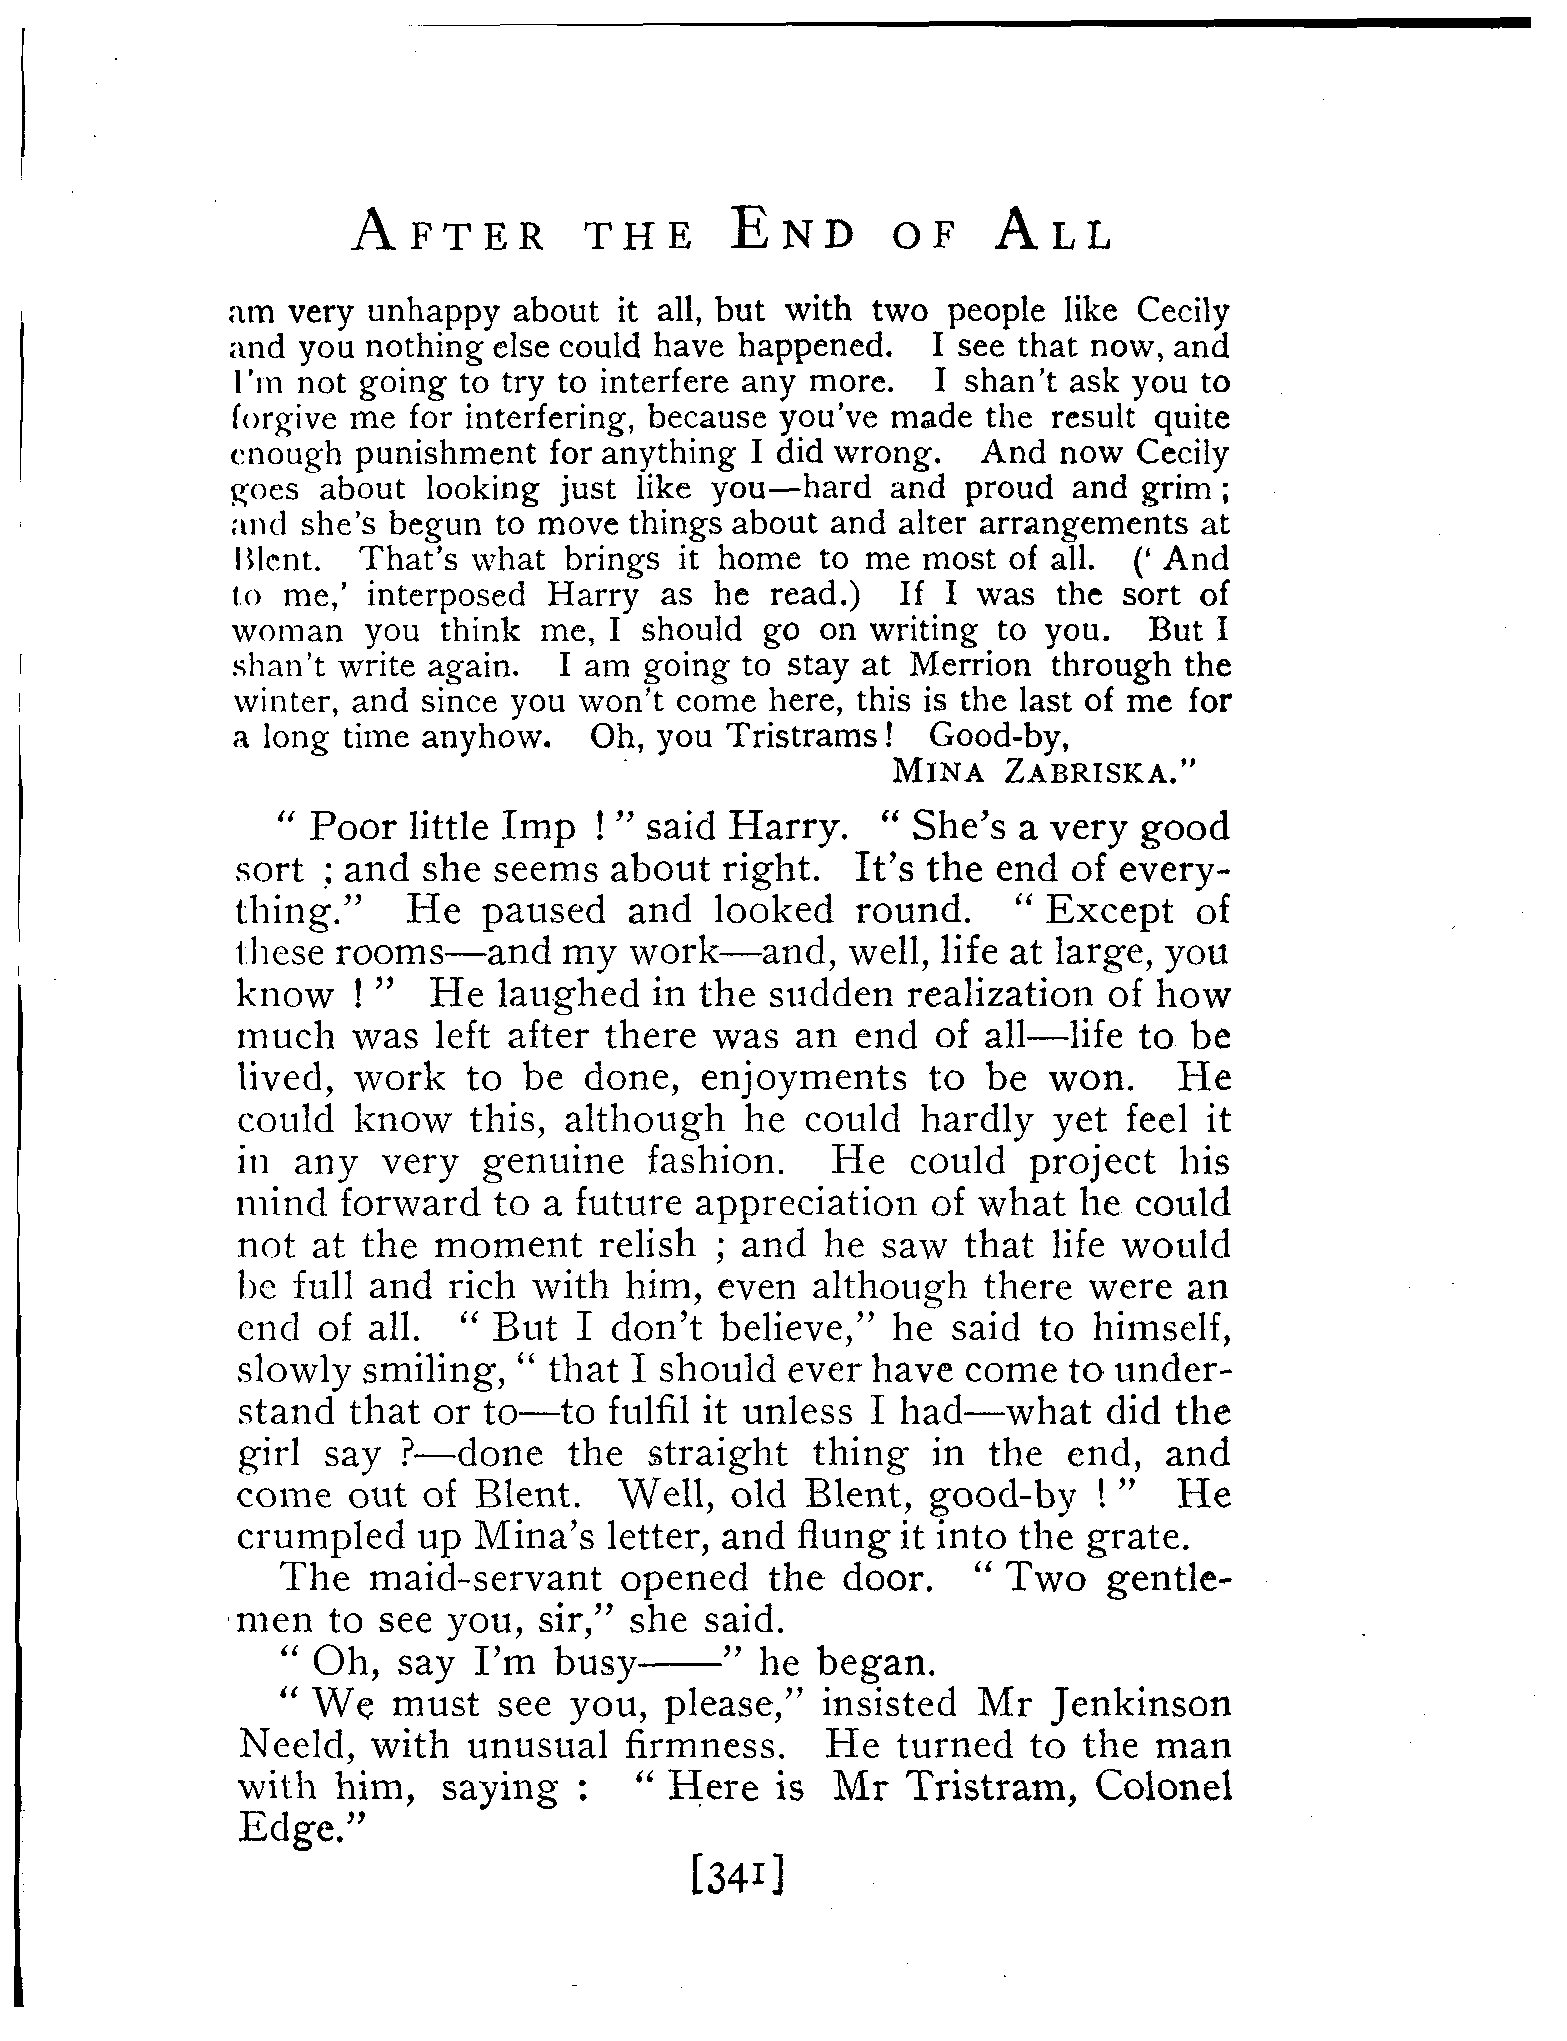 AFTER THE END OF ALL
am very unhappy about it all, but with two people like Cecily
and you nothing else could have happened. I see that now, and
I'm not going to try to interfere any more. I shan't ask you to
forgive me for interfering, because you've made the result quite
enough punishment for anything I did wrong. And now Cecily
goes about looking just like you—hard and proud and grim;
and she's begun to move things about and alter arrangements at
Blent. That's what brings it home to me most of all. (' And
to me,' interposed Harry as he read.) If I was the sort of
woman you think me, I should go on writing to you. But I
shan't write again. I am going to stay at Merrion through the
winter, and since you won't come here, this is the last of me for
a long time anyhow. Oh, you Tristrams! Good-by,
MINA ZABRISKA."
" Poor little Imp ! " said Harry. " She's a very good
sort ; and she seems about right. It's the end of every-
thing." He paused and looked round. " Except of
these rooms—and my work—and, well, life at large, you
know ! " He laughed in the sudden realization of how
much was left after there was an end of all—life to be
lived, work to be done, enjoyments to be won. He
could know this, although he could hardly yet feel it
in any very genuine fashion. He could project his
mind forward to a future appreciation of what he could
not at the moment relish ; and he saw that life would
be full and rich with him, even although there were an
end of all. " But I don't believe," he said to himself,
slowly smiling, " that I should ever have come to under-
stand that or to—to fulfil it unless I had—what did the
girl say ?—done the straight thing in the end, and
come out of Blent. Well, old Blent, good-by ! " He
crumpled up Mina's letter, and flung it into the grate.
The maid-servant opened the door. " Two gentle-
men to see you, sir," she said.
" Oh, say I'm busy——" he began.
" We must see you, please," insisted Mr Jenkinson
Neeld, with unusual firmness. He turned to the man
with him, saying : " Here is Mr Tristram, Colonel
Edge."
[341]